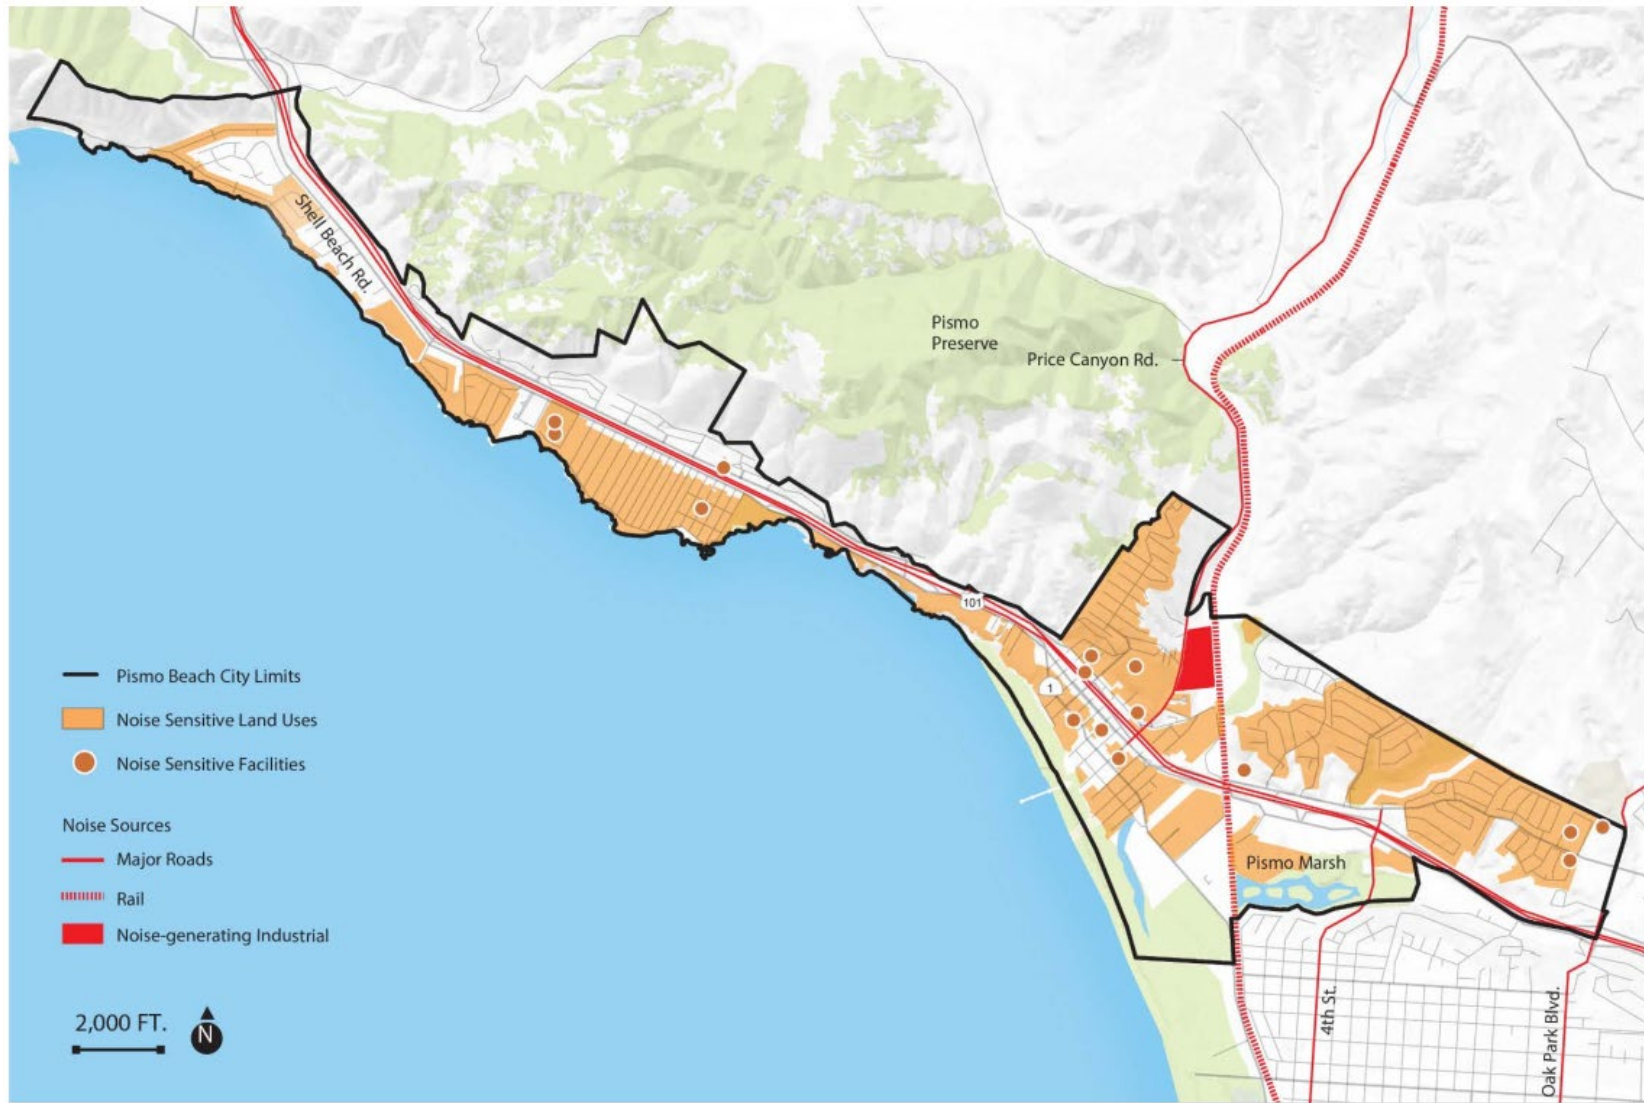 Shell Beach Rd.
Pismo
Preserve
Price Canyon Rd.
101
1
Pismo Beach City Limits
Noise Sensitive Land Uses
Noise Sensitive Facilities
Noise Sources
Major Roads
Rail
Noise-generating Industrial
Pismo Marsh
2,000 FT.
N
4th St.
Oak Park Blvd.